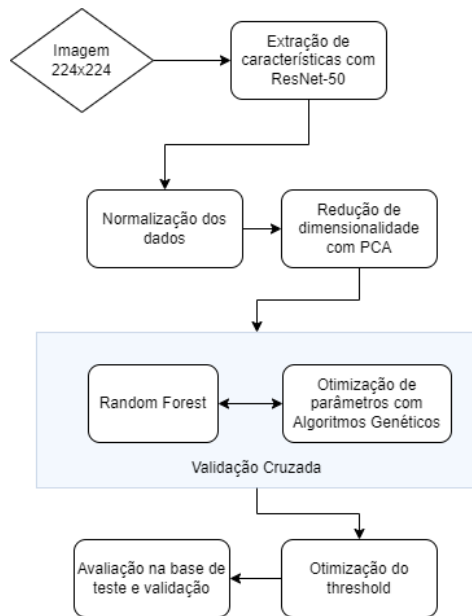 Imagem
224x224
Extração de
características com
ResNet-50
Normalização dos
dados
Redução de
dimensionalidade
com PCA
Random Forest
Otimização de
parâmetros com
Algoritmos Genéticos
Validação Cruzada
Avaliação na base de
teste e validação
Otimização do
threshold